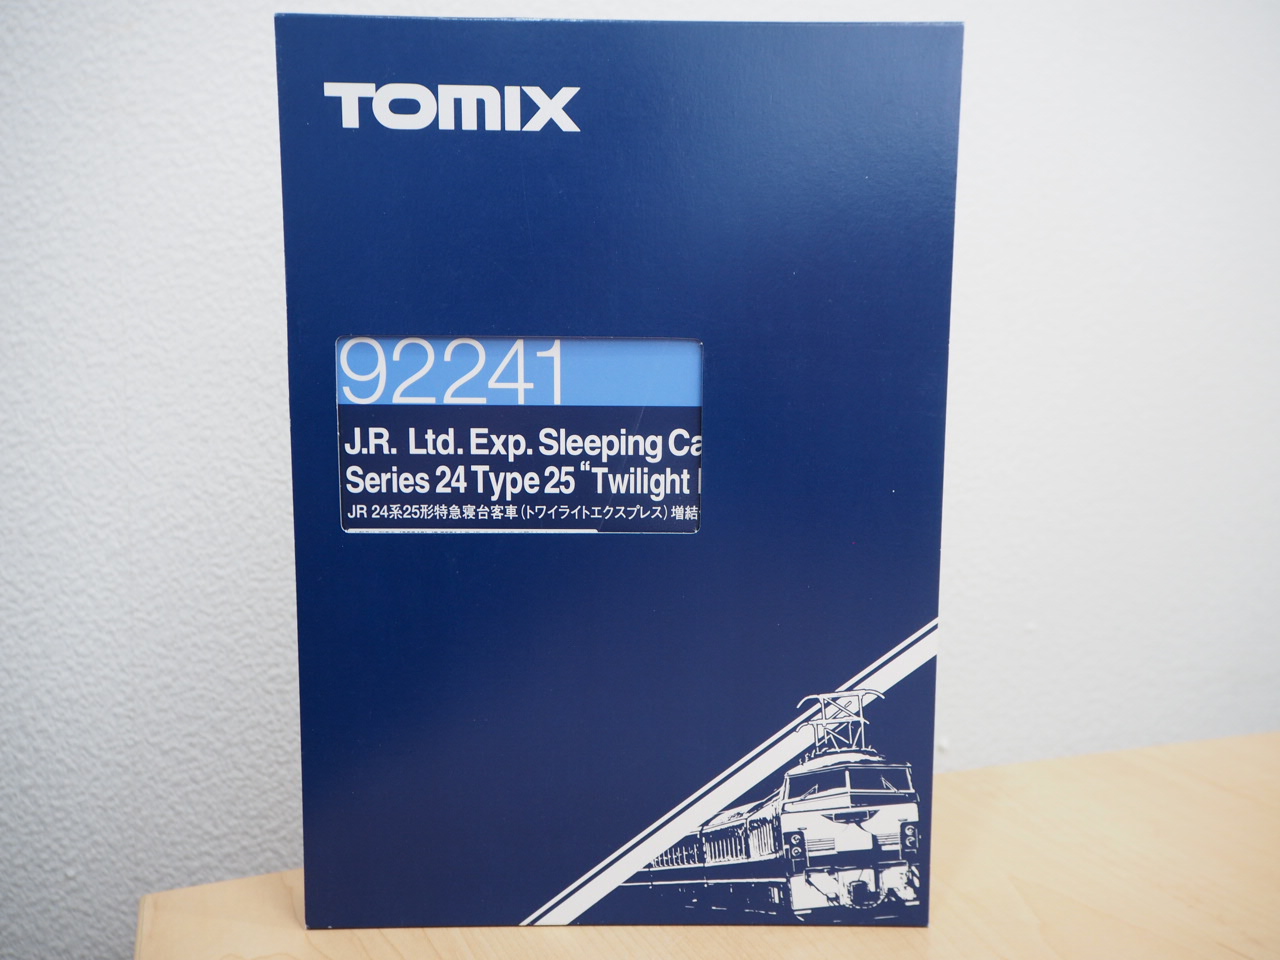 TOMIX
92241
J.R. Ltd. Exp. Sleeping Ca
Series 24 Type 25 “Twilight
JR 24系25形特急寝台客車(トワイライトエクスプレス)増結